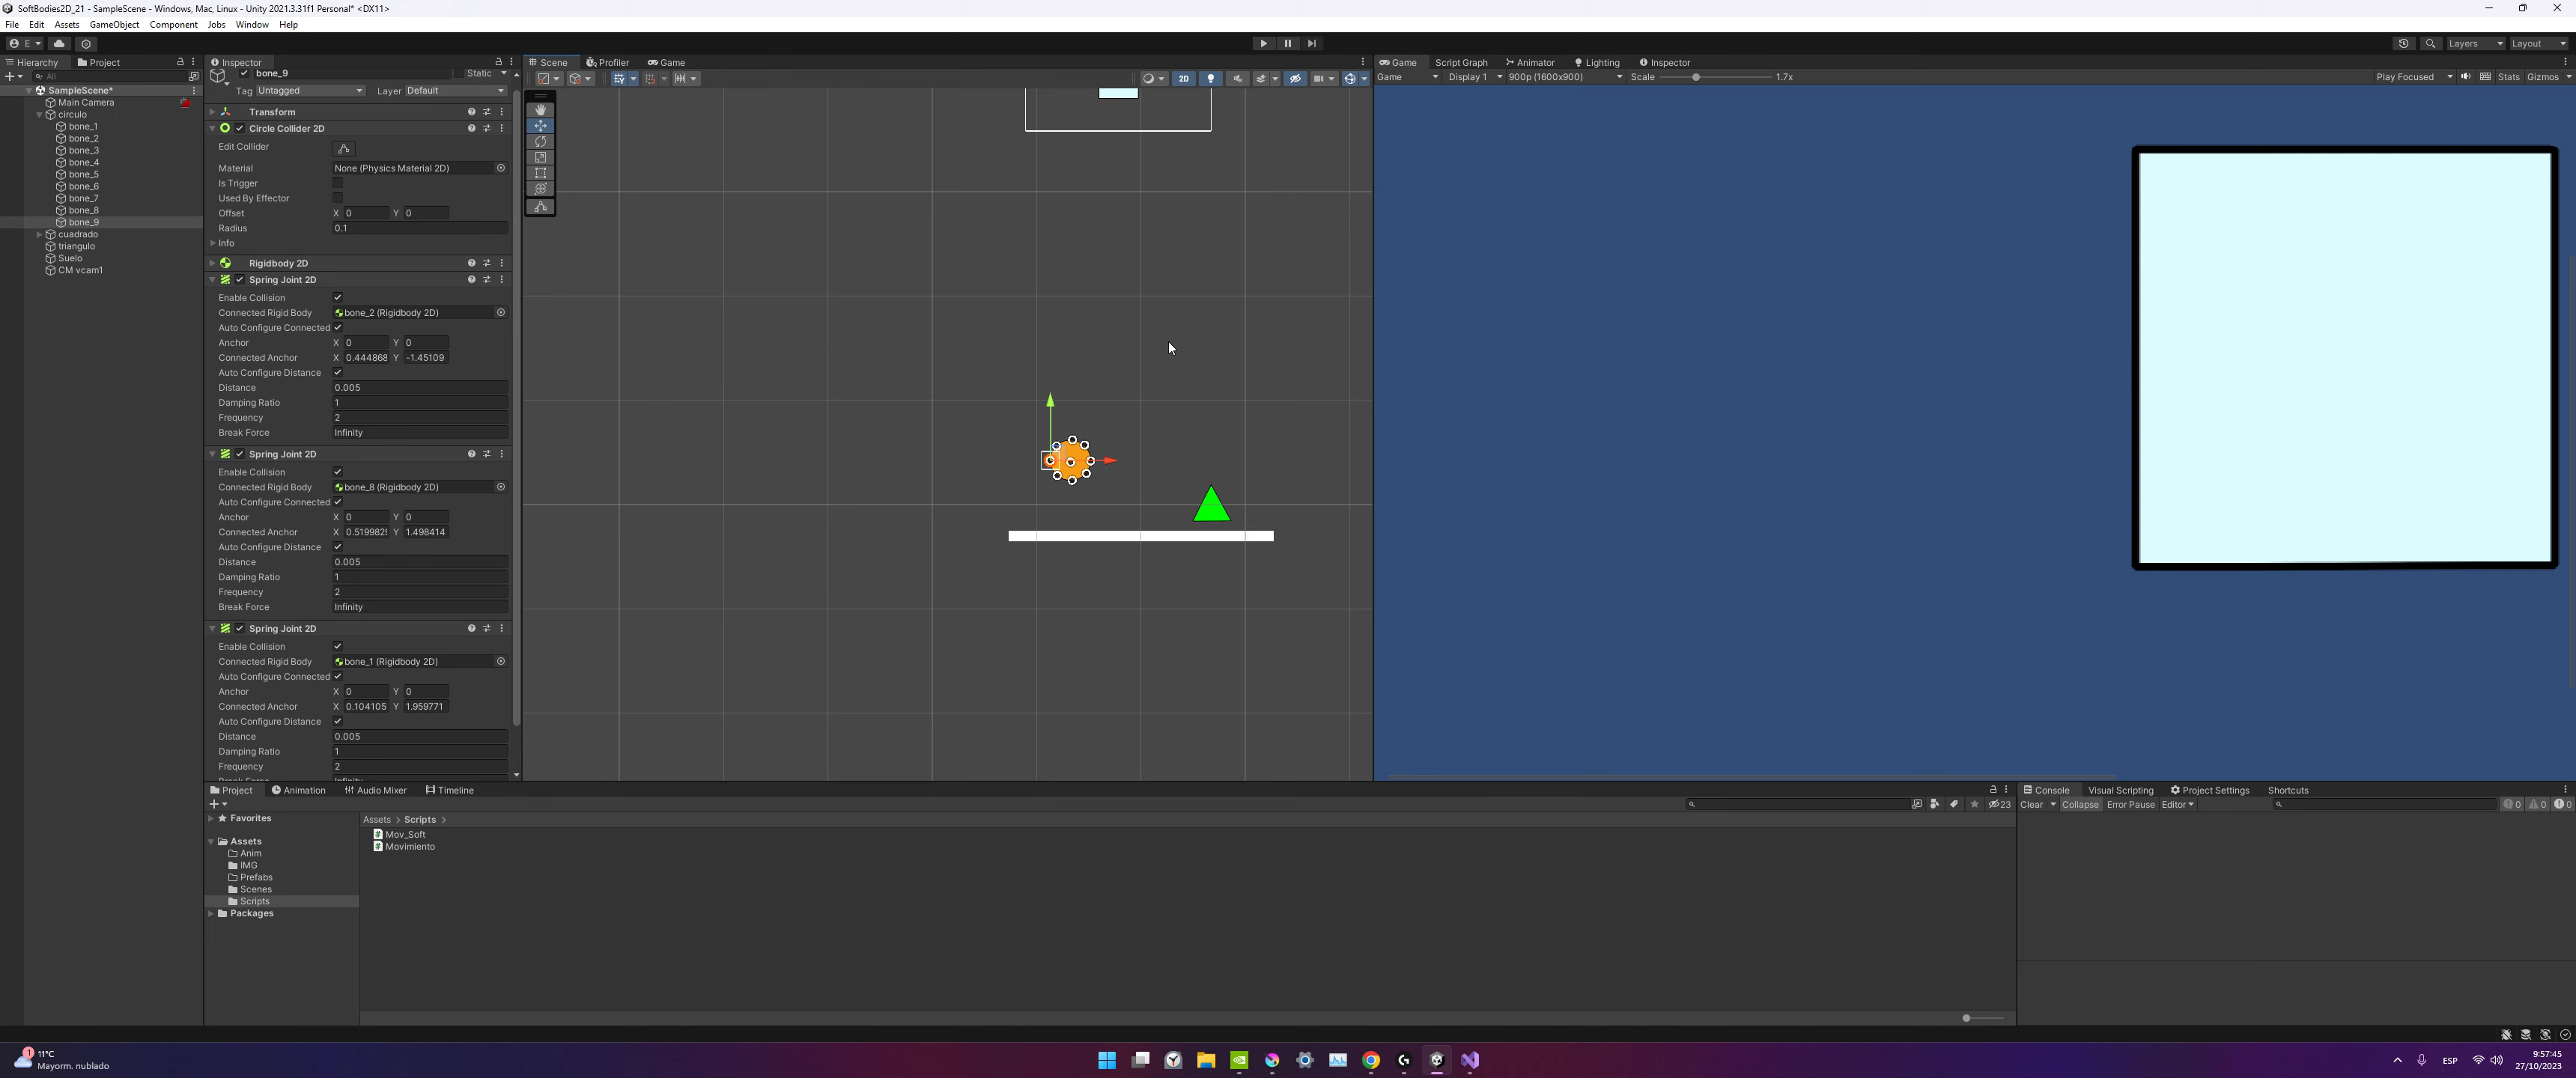 SoftBodies2D_21 - SampleScene - Windows, Mac, Linux - Unity 2021.3.31f1 Personal* <DX11>
File Edit Assets GameObject Component Jobs Window Help
E
Layers Layout
Hierarchy Project
All
SampleScene*
Main Camera
circulo
bone_1
bone_2
bone_3
bone_4
bone_5
bone_6
bone_7
bone_8
bone_9
cuadrado
triangulo
Suelo
CM vcam1
Inspector
bone_9 Static
Tag Untagged Layer Default
Transform
Circle Collider 2D
Edit Collider
Material None (Physics Material 2D)
Is Trigger
Used By Effector
Offset X 0 Y 0
Radius 0.1
Info
Rigidbody 2D
Spring Joint 2D
Enable Collision
Connected Rigid Body bone_2 (Rigidbody 2D)
Auto Configure Connected
Anchor X 0 Y 0
Connected Anchor X 0.444868 Y -1.45109
Auto Configure Distance
Distance 0.005
Damping Ratio 1
Frequency 2
Break Force Infinity
Spring Joint 2D
Enable Collision
Connected Rigid Body bone_8 (Rigidbody 2D)
Auto Configure Connected
Anchor X 0 Y 0
Connected Anchor X 0.519982 Y 1.498414
Auto Configure Distance
Distance 0.005
Damping Ratio 1
Frequency 2
Break Force Infinity
Spring Joint 2D
Enable Collision
Connected Rigid Body bone_1 (Rigidbody 2D)
Auto Configure Connected
Anchor X 0 Y 0
Connected Anchor X 0.104105 Y 1.959771
Auto Configure Distance
Distance 0.005
Damping Ratio 1
Frequency 2
Break Force Infinity
Scene Profiler Game
2D
Game Script Graph Animator Lighting Inspector
Game Display 1 900p (1600x900) Scale 1.7x Play Focused Stats Gizmos
Project Animation Audio Mixer Timeline
23
Favorites
Assets
Anim
IMG
Prefabs
Scenes
Scripts
Packages
Assets > Scripts >
Mov_Soft
Movimiento
Console Visual Scripting Project Settings Shortcuts
Clear Collapse Error Pause Editor 0 0 0
1 11°C
Mayorm. nublado
ESP
9:57:45
27/10/2023